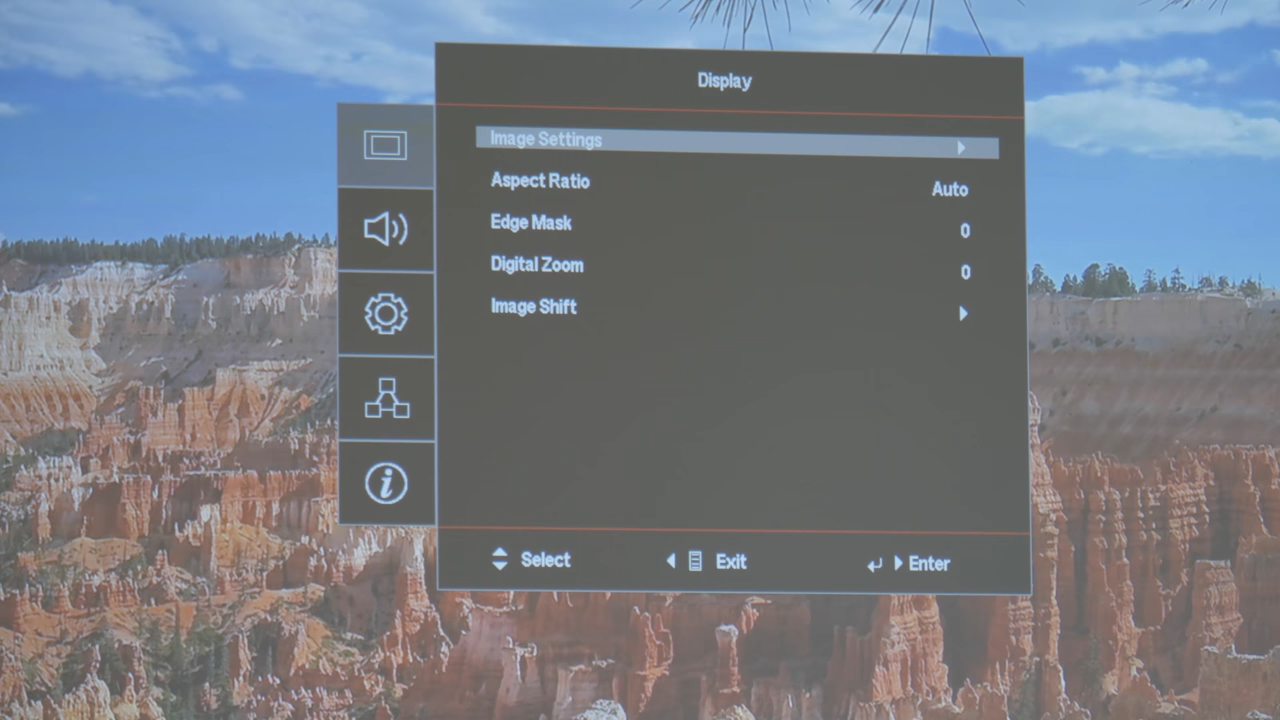 Display
Image Settings
Aspect Ratio Auto
Edge Mask 0
Digital Zoom 0
Image Shift
Select Exit Enter